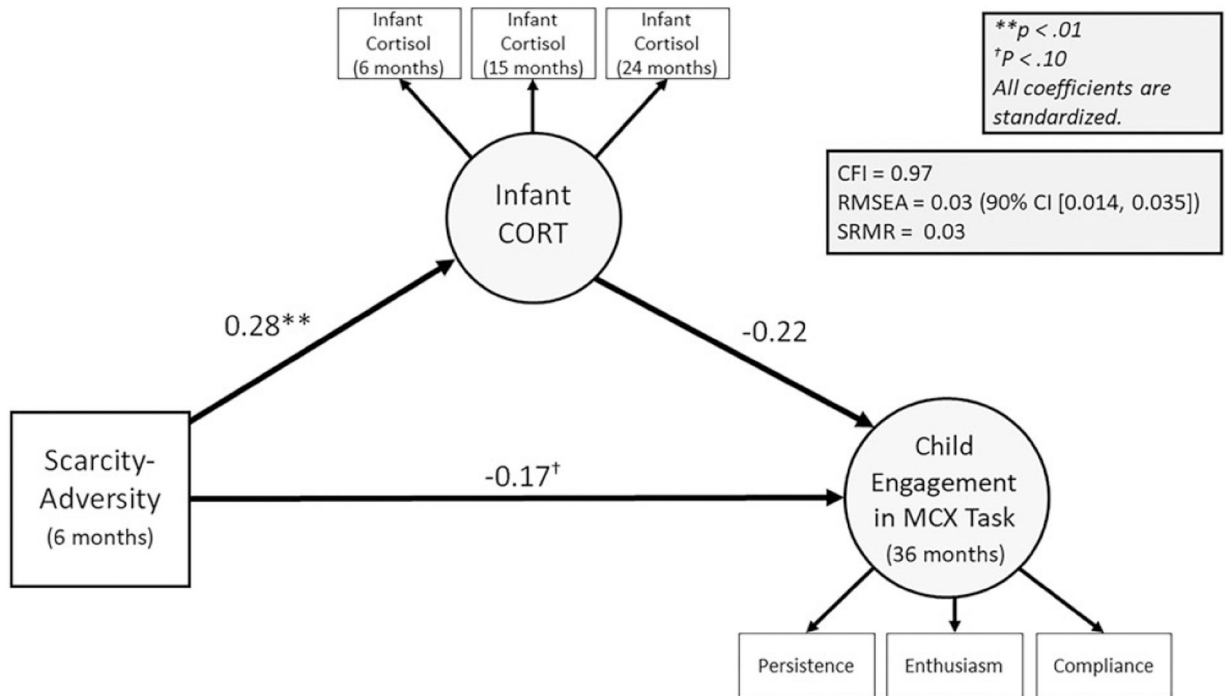 Infant
Cortisol
(6 months)
Infant
Cortisol
(15 months)
Infant
Cortisol
(24 months)
**p < .01
†P < .10
All coefficients are
standardized.
CFI = 0.97
RMSEA = 0.03 (90% CI [0.014, 0.035])
SRMR = 0.03
Infant
CORT
0.28**
-0.22
Scarcity-
Adversity
(6 months)
-0.17†
Child
Engagement
in MCX Task
(36 months)
Persistence
Enthusiasm
Compliance